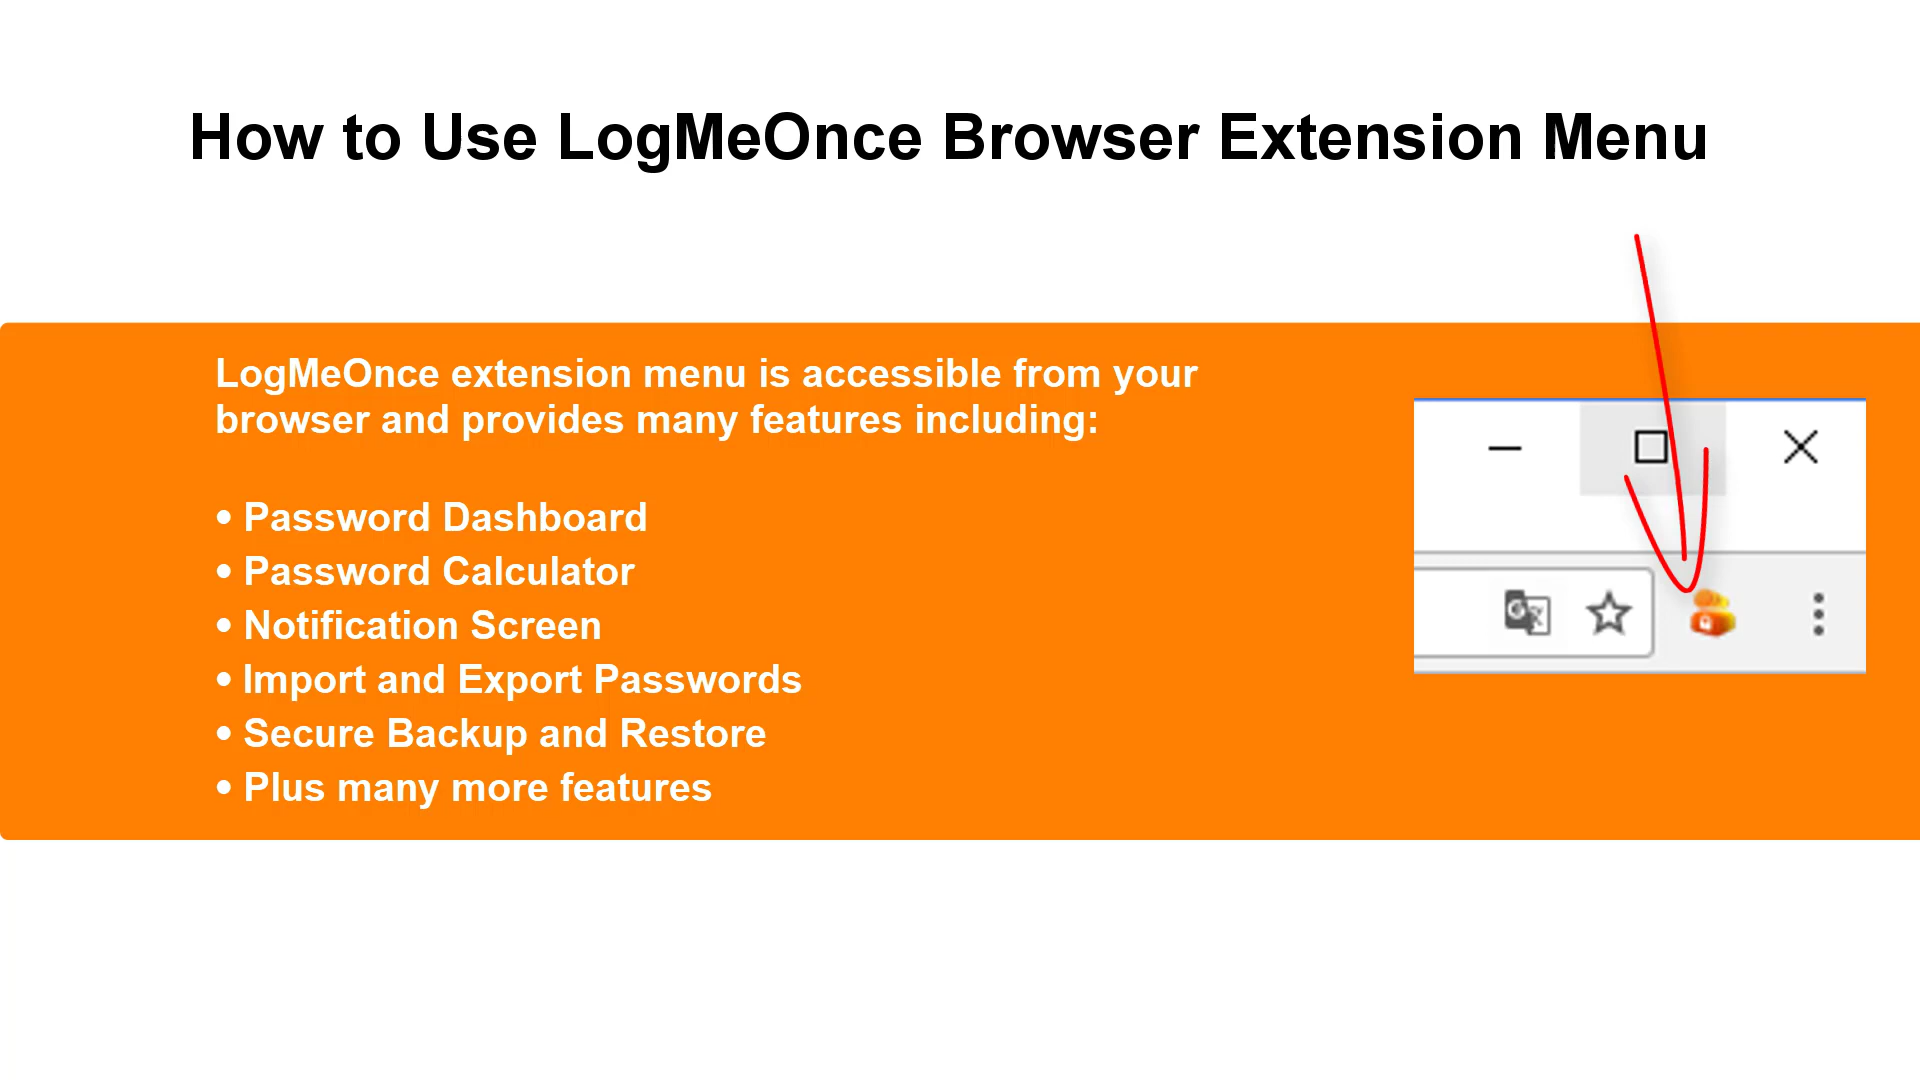 How to Use LogMeOnce Browser Extension Menu
LogMeOnce extension menu is accessible from your
browser and provides many features including:
• Password Dashboard
• Password Calculator
• Notification Screen
• Import and Export Passwords
• Secure Backup and Restore
• Plus many more features